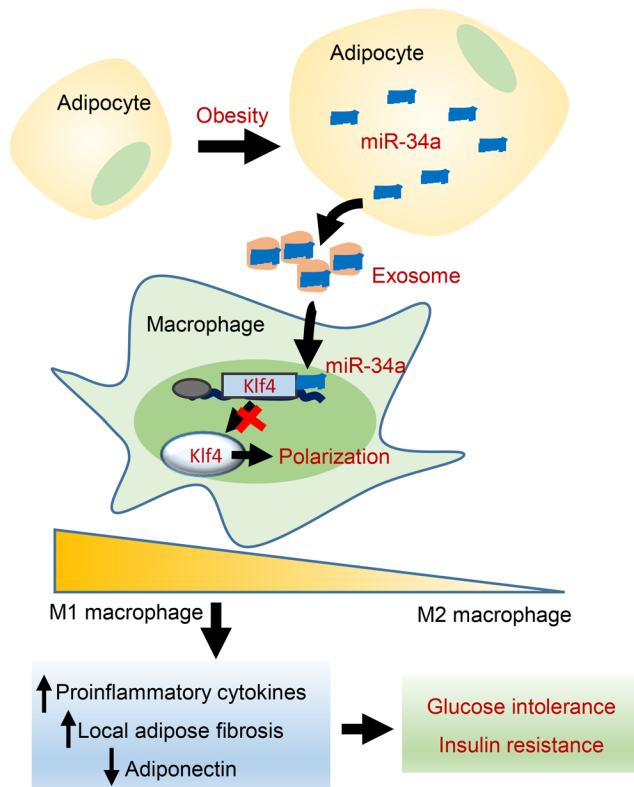 Adipocyte
Obesity
Adipocyte
miR-34a
Exosome
Macrophage
miR-34a
Klf4
Klf4
Polarization
M1 macrophage
M2 macrophage
Proinflammatory cytokines
Local adipose fibrosis
Adiponectin
Glucose intolerance
Insulin resistance